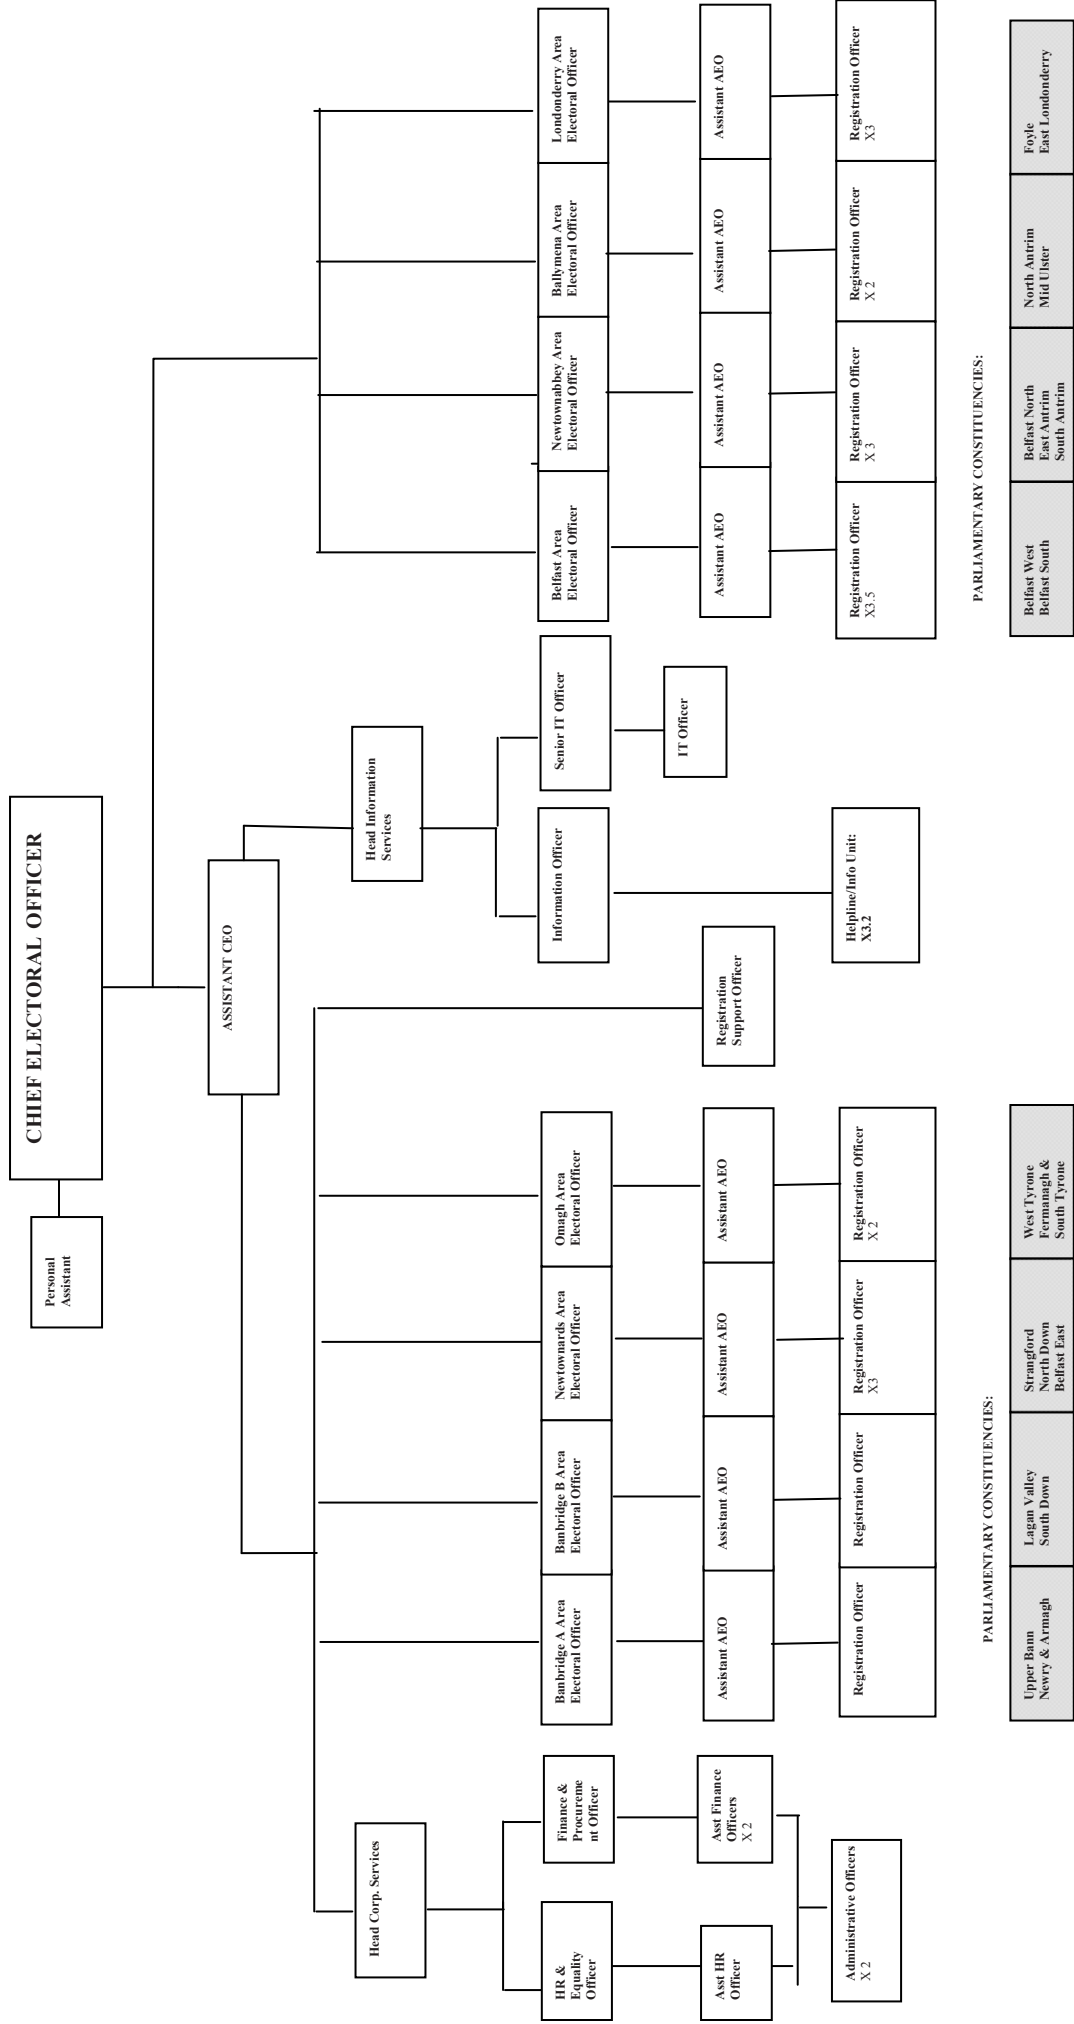 CHIEF ELECTORAL OFFICER
Personal
Assistant
ASSISTANT CEO
Head Corp. Services
Head Information
Services
HR &
Equality
Officer
Finance &
Procureme
nt Officer
Banbridge A Area
Electoral Officer
Banbridge B Area
Electoral Officer
Newtownards Area
Electoral Officer
Omagh Area
Electoral Officer
Information Officer
Senior IT Officer
Belfast Area
Electoral Officer
Newtownabbey Area
Electoral Officer
Ballymena Area
Electoral Officer
Londonderry Area
Electoral Officer
Asst HR
Officer
Asst Finance
Officers
X 2
Assistant AEO
Assistant AEO
Assistant AEO
Assistant AEO
Registration
Support Officer
IT Officer
Assistant AEO
Assistant AEO
Assistant AEO
Assistant AEO
Administrative Officers
X 2
Registration Officer
Registration Officer
Registration Officer
X3
Registration Officer
X 2
Helpline/Info Unit:
X3.2
Registration Officer
X3.5
Registration Officer
X 3
Registration Officer
X 2
Registration Officer
X3
PARLIAMENTARY CONSTITUENCIES:
PARLIAMENTARY CONSTITUENCIES:
Upper Bann
Newry & Armagh
Lagan Valley
South Down
Strangford
North Down
Belfast East
West Tyrone
Fermanagh &
South Tyrone
Belfast West
Belfast South
Belfast North
East Antrim
South Antrim
North Antrim
Mid Ulster
Foyle
East Londonderry